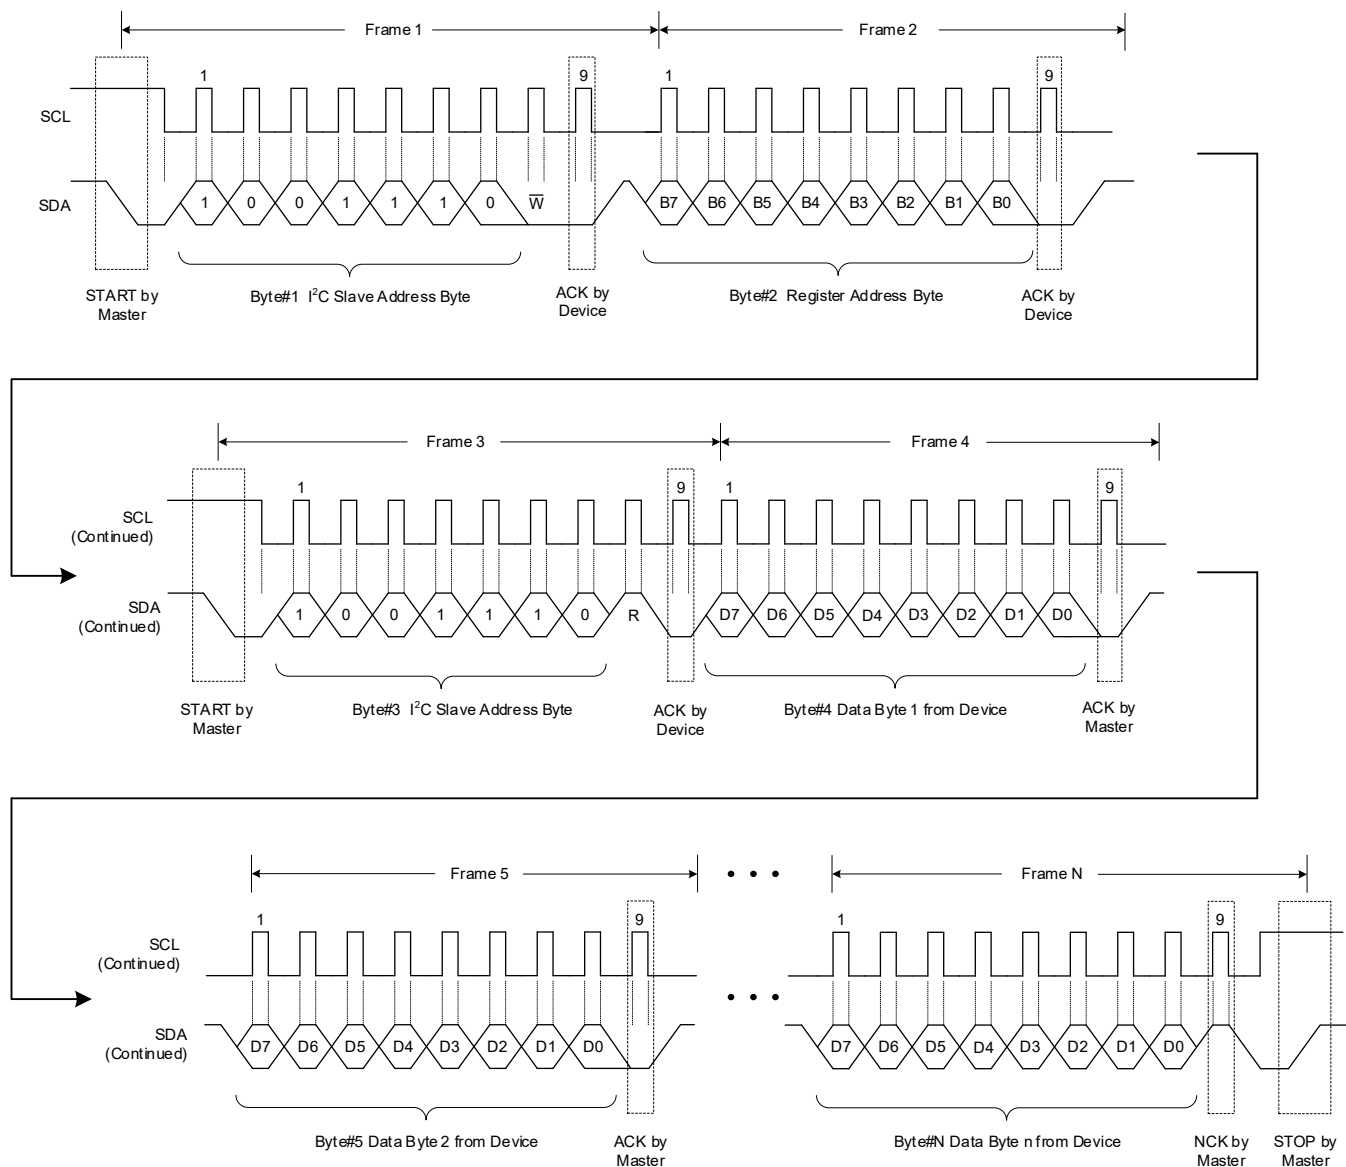 Frame 1 Frame 2
1 9 1 9
SCL
SDA 1 0 0 1 1 1 0 W̅ B7 B6 B5 B4 B3 B2 B1 B0
START by
Master
Byte#1 I²C Slave Address Byte
ACK by
Device
Byte#2 Register Address Byte
ACK by
Device
Frame 3 Frame 4
1 9 1 9
SCL
(Continued)
SDA
(Continued)
1 0 0 1 1 1 0 R D7 D6 D5 D4 D3 D2 D1 D0
START by
Master
Byte#3 I²C Slave Address Byte
ACK by
Device
Byte#4 Data Byte 1 from Device
ACK by
Master
Frame 5 • • • Frame N
1 9 1 9
SCL
(Continued)
• • •
SDA
(Continued)
D7 D6 D5 D4 D3 D2 D1 D0 D7 D6 D5 D4 D3 D2 D1 D0
Byte#5 Data Byte 2 from Device
ACK by
Master
Byte#N Data Byte n from Device
NCK by
Master
STOP by
Master